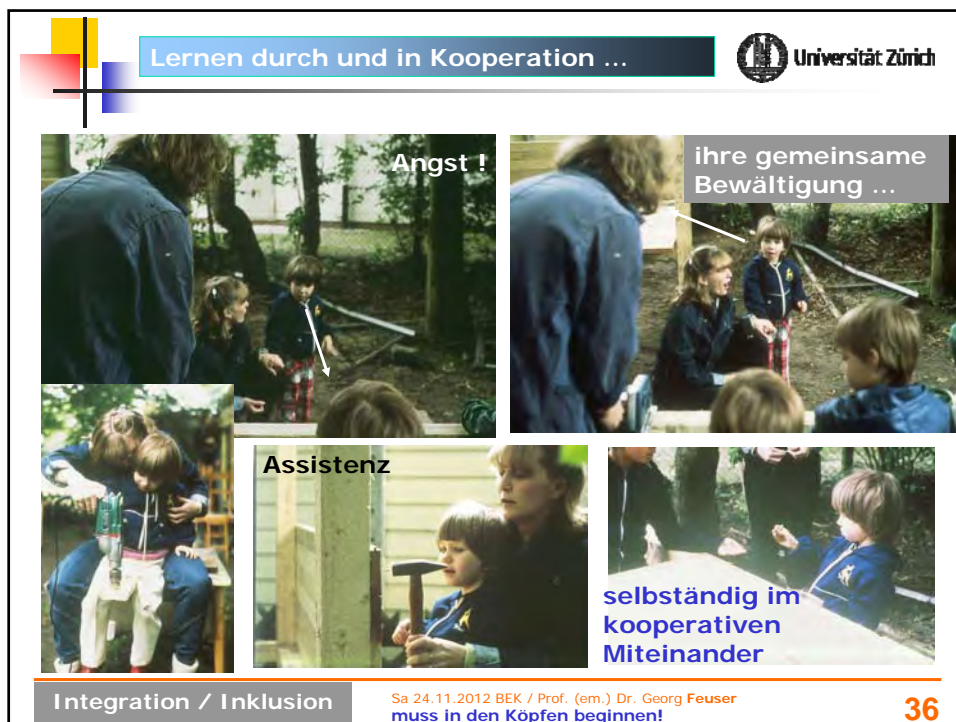 Lernen durch und in Kooperation ...
Universität Zürich
Angst !
ihre gemeinsame
Bewältigung ...
Assistenz
selbständig im
kooperativen
Miteinander
Integration / Inklusion
Sa 24.11.2012 BEK / Prof. (em.) Dr. Georg Feuser
muss in den Köpfen beginnen!
36